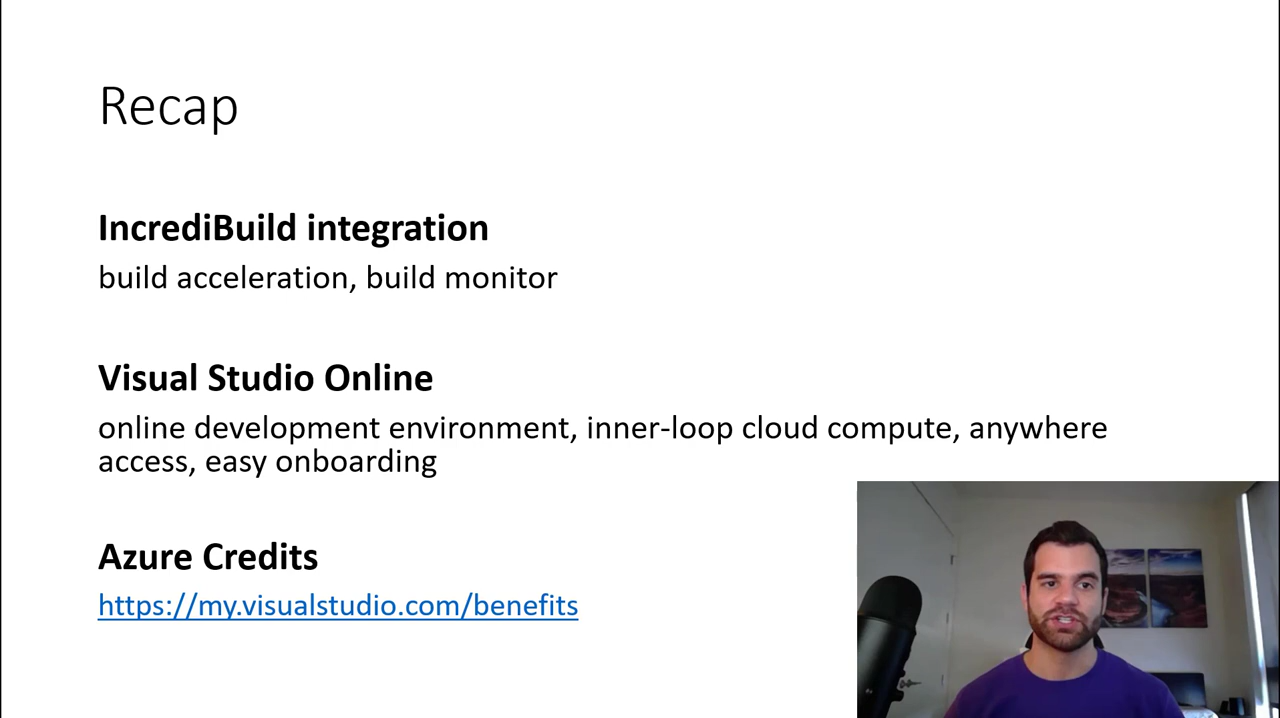 Recap
IncrediBuild integration
build acceleration, build monitor
Visual Studio Online
online development environment, inner-loop cloud compute, anywhere
access, easy onboarding
Azure Credits
https://my.visualstudio.com/benefits